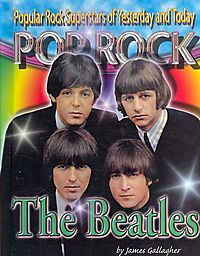 Popular Rock Superstars of Yesterday and Today
POP ROCK
The Beatles
by James Gallagher